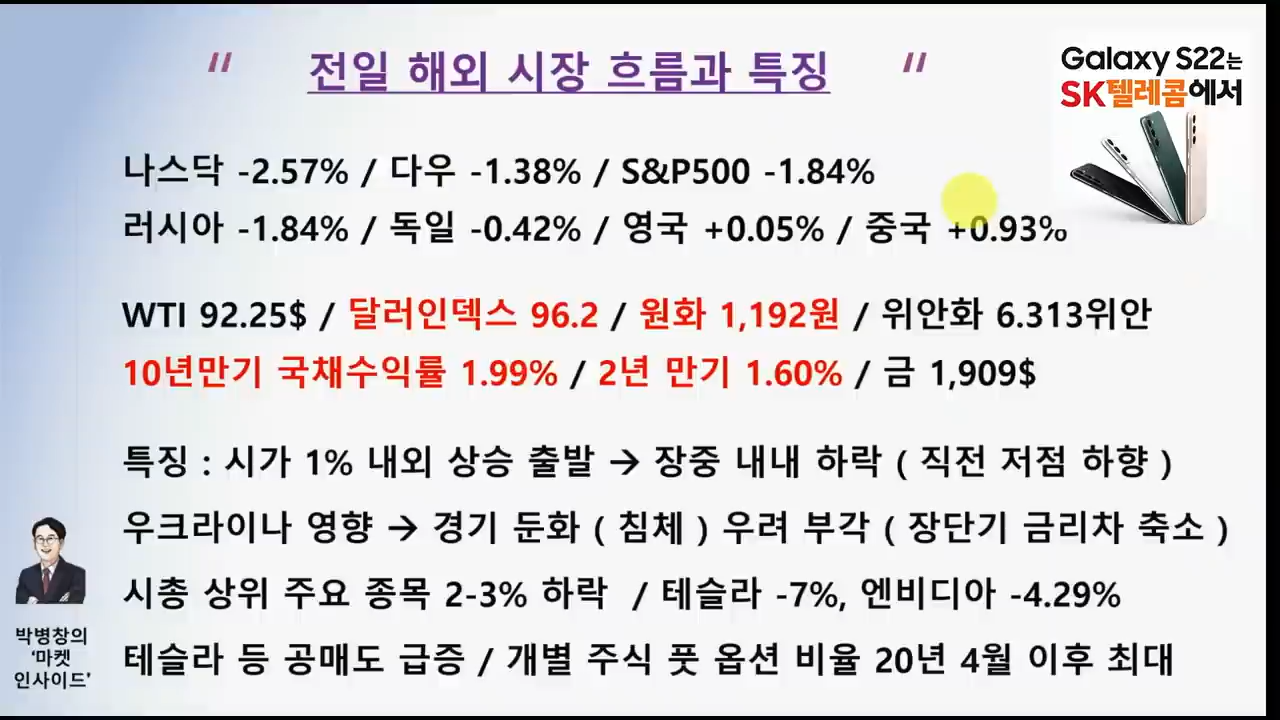 “ 전일 해외 시장 흐름과 특징 “
Galaxy S22는
SK텔레콤에서
나스닥 -2.57% / 다우 -1.38% / S&P500 -1.84%
러시아 -1.84% / 독일 -0.42% / 영국 +0.05% / 중국 +0.93%
WTI 92.25$ / 달러인덱스 96.2 / 원화 1,192원 / 위안화 6.313위안
10년만기 국채수익률 1.99% / 2년 만기 1.60% / 금 1,909$
특징 : 시가 1% 내외 상승 출발 → 장중 내내 하락 ( 직전 저점 하향 )
우크라이나 영향 → 경기 둔화 ( 침체 ) 우려 부각 ( 장단기 금리차 축소 )
시총 상위 주요 종목 2-3% 하락 / 테슬라 -7%, 엔비디아 -4.29%
테슬라 등 공매도 급증 / 개별 주식 풋 옵션 비율 20년 4월 이후 최대
박병창의
‘마켓
인사이드’